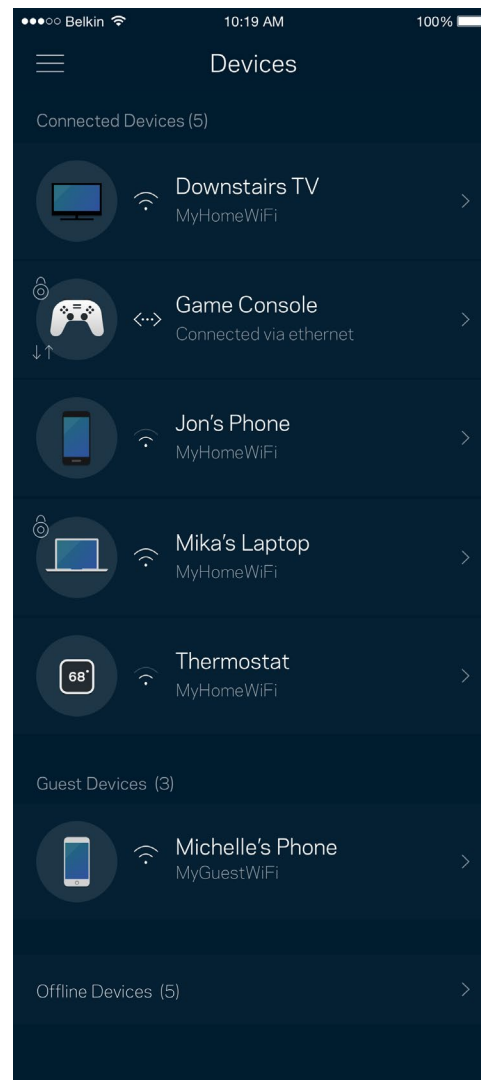 Belkin 10:19 AM 100%
Devices
Connected Devices (5)
Downstairs TV
MyHomeWiFi
Game Console
Connected via ethernet
Jon's Phone
MyHomeWiFi
Mika's Laptop
MyHomeWiFi
68°
Thermostat
MyHomeWiFi
Guest Devices (3)
Michelle's Phone
MyGuestWiFi
Offline Devices (5)